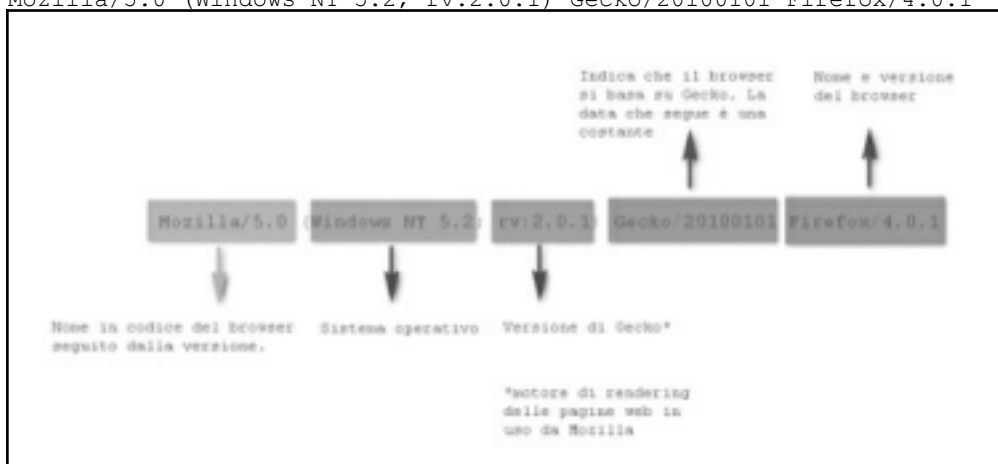 Mozilla/5.0 (Windows NT 5.2; rv:2.0.1) Gecko/20100101 Firefox/4.0.1
Indica che il browser
si basa su Gecko. La
data che segue è una
costante
Nome e versione
del browser
Mozilla/5.0 (Windows NT 5.2; rv:2.0.1) Gecko/20100101 Firefox/4.0.1
Nome in codice del browser
seguito dalla versione.
Sistema operativo
Versione di Gecko*
*motore di rendering
delle pagine web in
uso da Mozilla